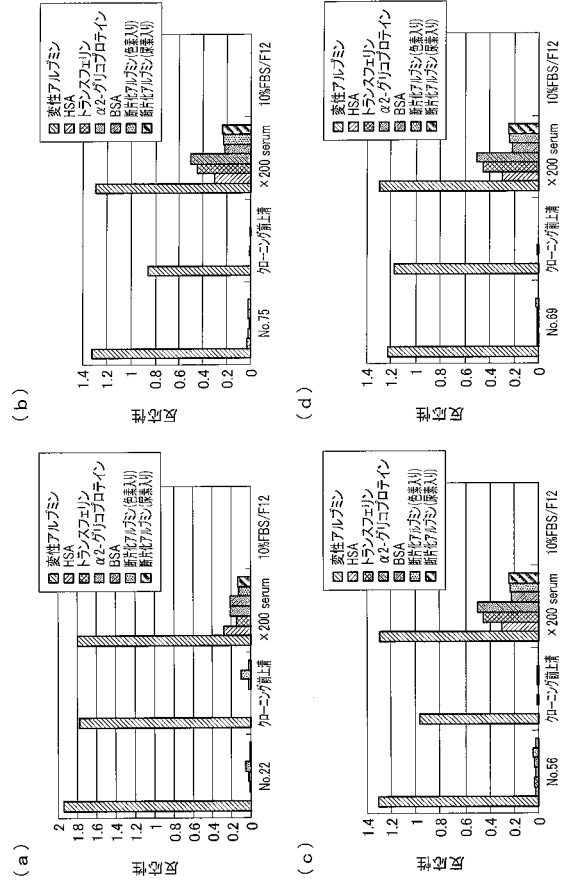 (a)
反応性
2
1.8
1.6
1.4
1.2
1
0.8
0.6
0.4
0.2
0
No.22
クローニング前上清
×200 serum
10%FBS/F12
変性アルブミン
HSA
トランスフェリン
α2-グリコプロテイン
BSA
断片化アルブミン(色素入り)
断片化アルブミン(尿素入り)
(b)
反応性
1.4
1.2
1
0.8
0.6
0.4
0.2
0
No.75
クローニング前上清
×200 serum
10%FBS/F12
変性アルブミン
HSA
トランスフェリン
α2-グリコプロテイン
BSA
断片化アルブミン(色素入り)
断片化アルブミン(尿素入り)
(c)
反応性
1.4
1.2
1
0.8
0.6
0.4
0.2
0
No.56
クローニング前上清
×200 serum
10%FBS/F12
変性アルブミン
HSA
トランスフェリン
α2-グリコプロテイン
BSA
断片化アルブミン(色素入り)
断片化アルブミン(尿素入り)
(d)
反応性
1.4
1.2
1
0.8
0.6
0.4
0.2
0
No.69
クローニング前上清
×200 serum
10%FBS/F12
変性アルブミン
HSA
トランスフェリン
α2-グリコプロテイン
BSA
断片化アルブミン(色素入り)
断片化アルブミン(尿素入り)